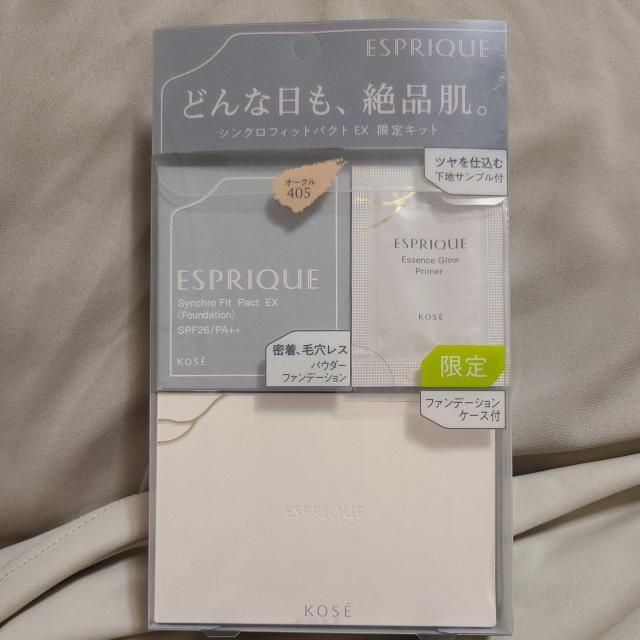 ESPRIQUE
どんな日も、絶品肌。
シンクロフィットパクトEX 限定キット
ツヤを仕込む
下地サンプル付
オークル
405
ESPRIQUE
Synchro Fit Pact EX
〈Foundation〉
SPF26/PA++
KOSÉ
密着、毛穴レス
パウダー
ファンデーション
ESPRIQUE
Essence Glow
Primer
KOSÉ
限定
ファンデーション
ケース付
ESPRIQUE
KOSÉ